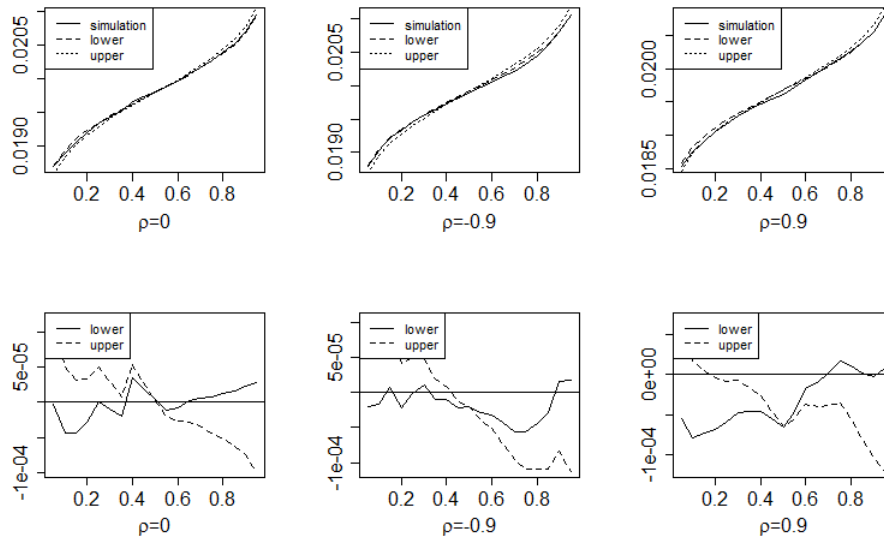 simulation
lower
upper
0.0205
0.0190
0.2 0.4 0.6 0.8
ρ=0
simulation
lower
upper
0.0205
0.0190
0.2 0.4 0.6 0.8
ρ=-0.9
simulation
lower
upper
0.0200
0.0185
0.2 0.4 0.6 0.8
ρ=0.9
lower
upper
5e-05
-1e-04
0.2 0.4 0.6 0.8
ρ=0
lower
upper
5e-05
-1e-04
0.2 0.4 0.6 0.8
ρ=-0.9
lower
upper
0e+00
-1e-04
0.2 0.4 0.6 0.8
ρ=0.9